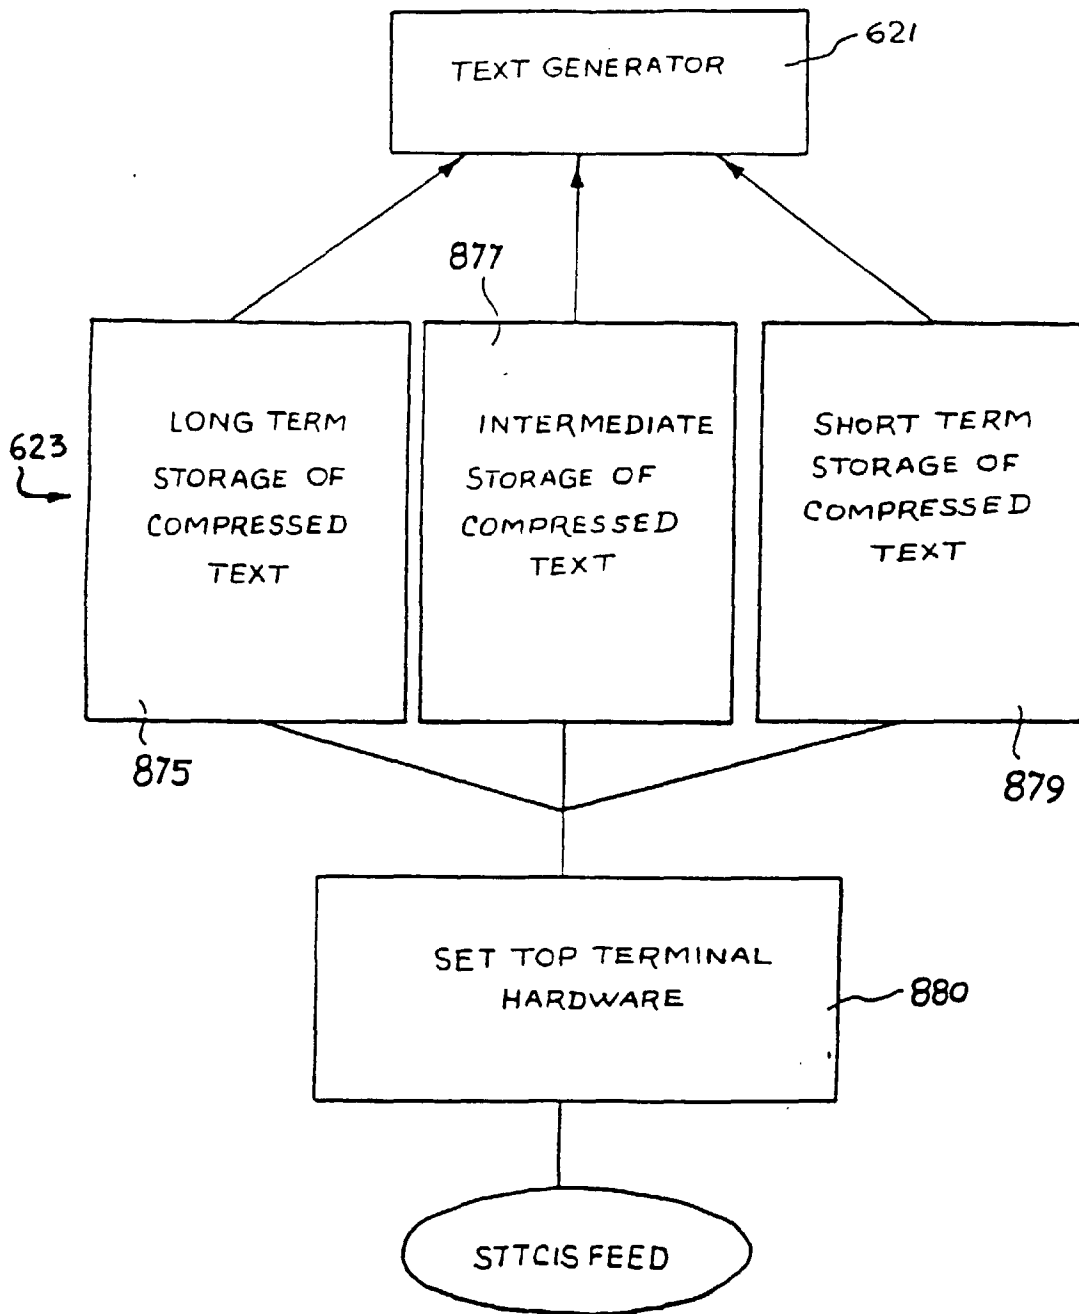 TEXT GENERATOR
621
877
623
LONG TERM
STORAGE OF
COMPRESSED
TEXT
INTERMEDIATE
STORAGE OF
COMPRESSED
TEXT
SHORT TERM
STORAGE OF
COMPRESSED
TEXT
875
879
SET TOP TERMINAL
HARDWARE
880
STTCIS FEED